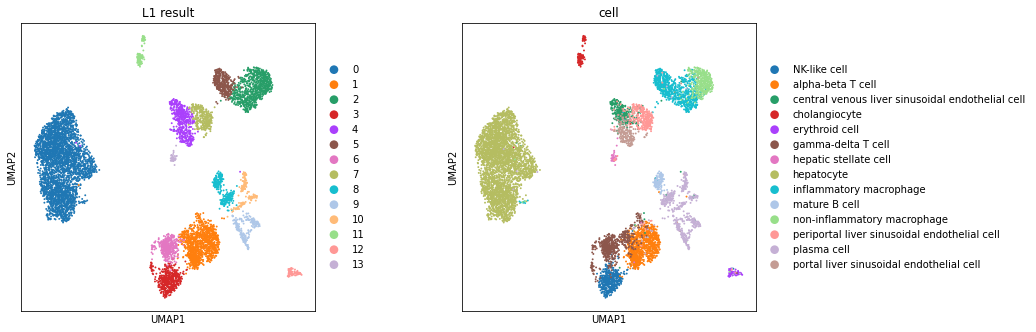 L1 result
UMAP2
UMAP1
0
1
2
3
4
5
6
7
8
9
10
11
12
13
cell
UMAP2
UMAP1
NK-like cell
alpha-beta T cell
central venous liver sinusoidal endothelial cell
cholangiocyte
erythroid cell
gamma-delta T cell
hepatic stellate cell
hepatocyte
inflammatory macrophage
mature B cell
non-inflammatory macrophage
periportal liver sinusoidal endothelial cell
plasma cell
portal liver sinusoidal endothelial cell